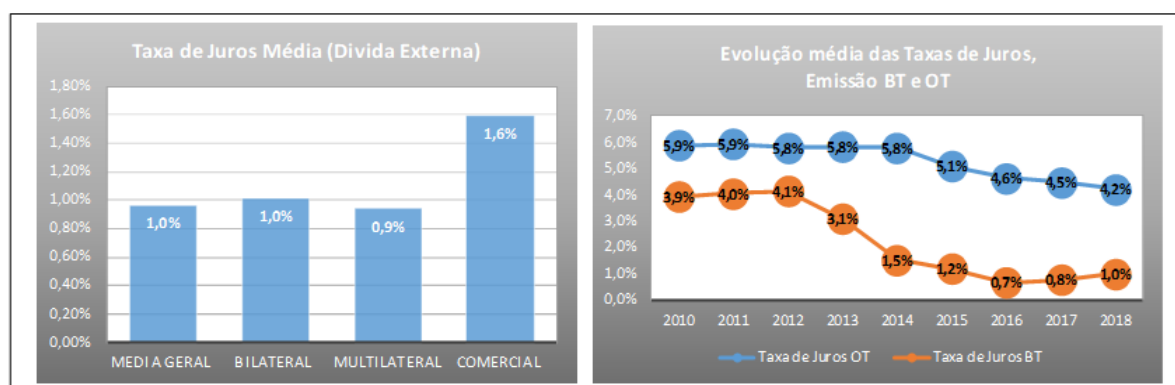 Taxa de Juros Média (Divida Externa)
1,80%
1,60%
1,40%
1,20%
1,00%
0,80%
0,60%
0,40%
0,20%
0,00%
1,0%
1,0%
0,9%
1,6%
MEDIA GERAL BILATERAL MULTILATERAL COMERCIAL
Evolução média das Taxas de Juros,
Emissão BT e OT
7,0%
6,0%
5,0%
4,0%
3,0%
2,0%
1,0%
0,0%
5,9% 5,9% 5,8% 5,8% 5,8% 5,1% 4,6% 4,5% 4,2%
3,9% 4,0% 4,1% 3,1% 1,5% 1,2% 0,7% 0,8% 1,0%
2010 2011 2012 2013 2014 2015 2016 2017 2018
Taxa de Juros OT Taxa de Juros BT